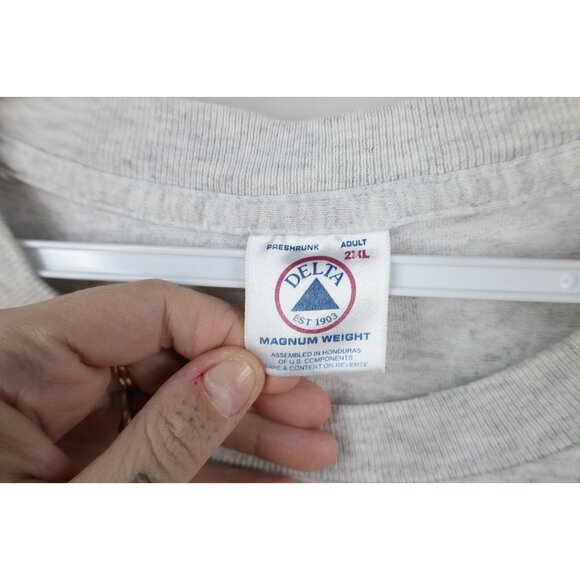 PRESHRUNK ADULT
2XL
DELTA
EST 1903
MAGNUM WEIGHT
ASSEMBLED IN HONDURAS
OF U.S. COMPONENTS
CARE & CONTENT ON REVERSE